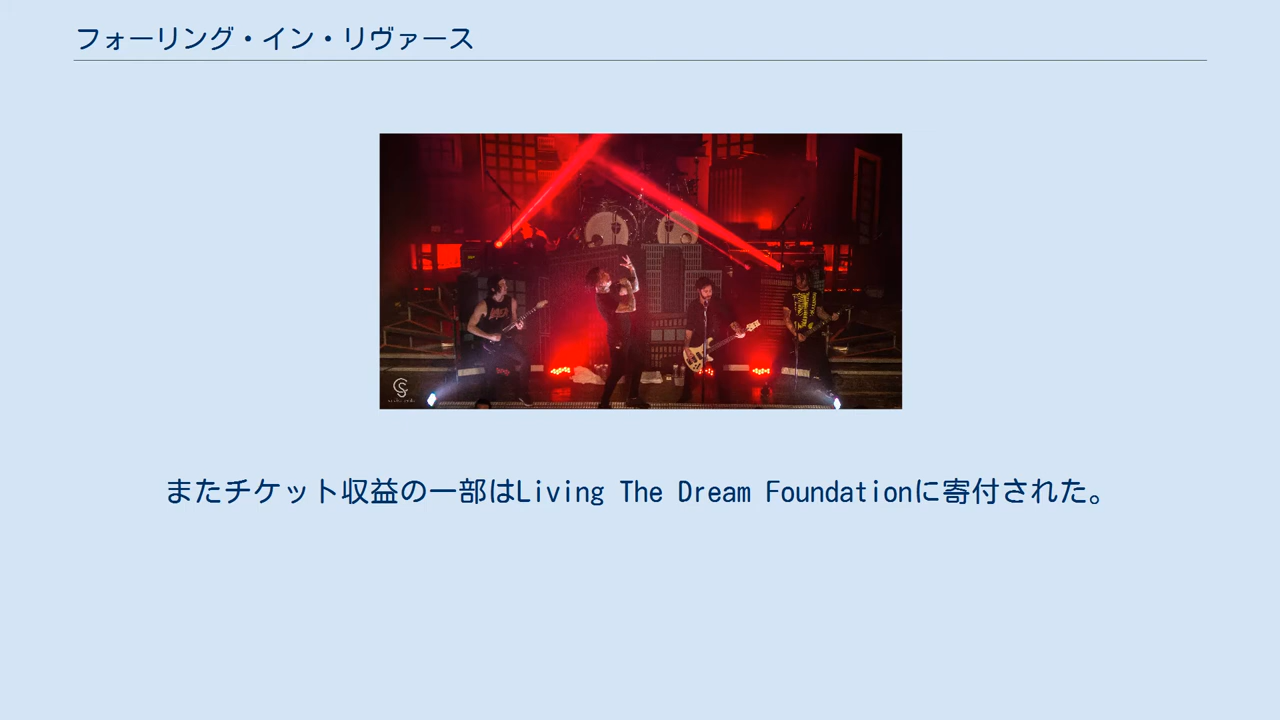 フォーリング・イン・リヴァース
またチケット収益の一部はLiving The Dream Foundationに寄付された。